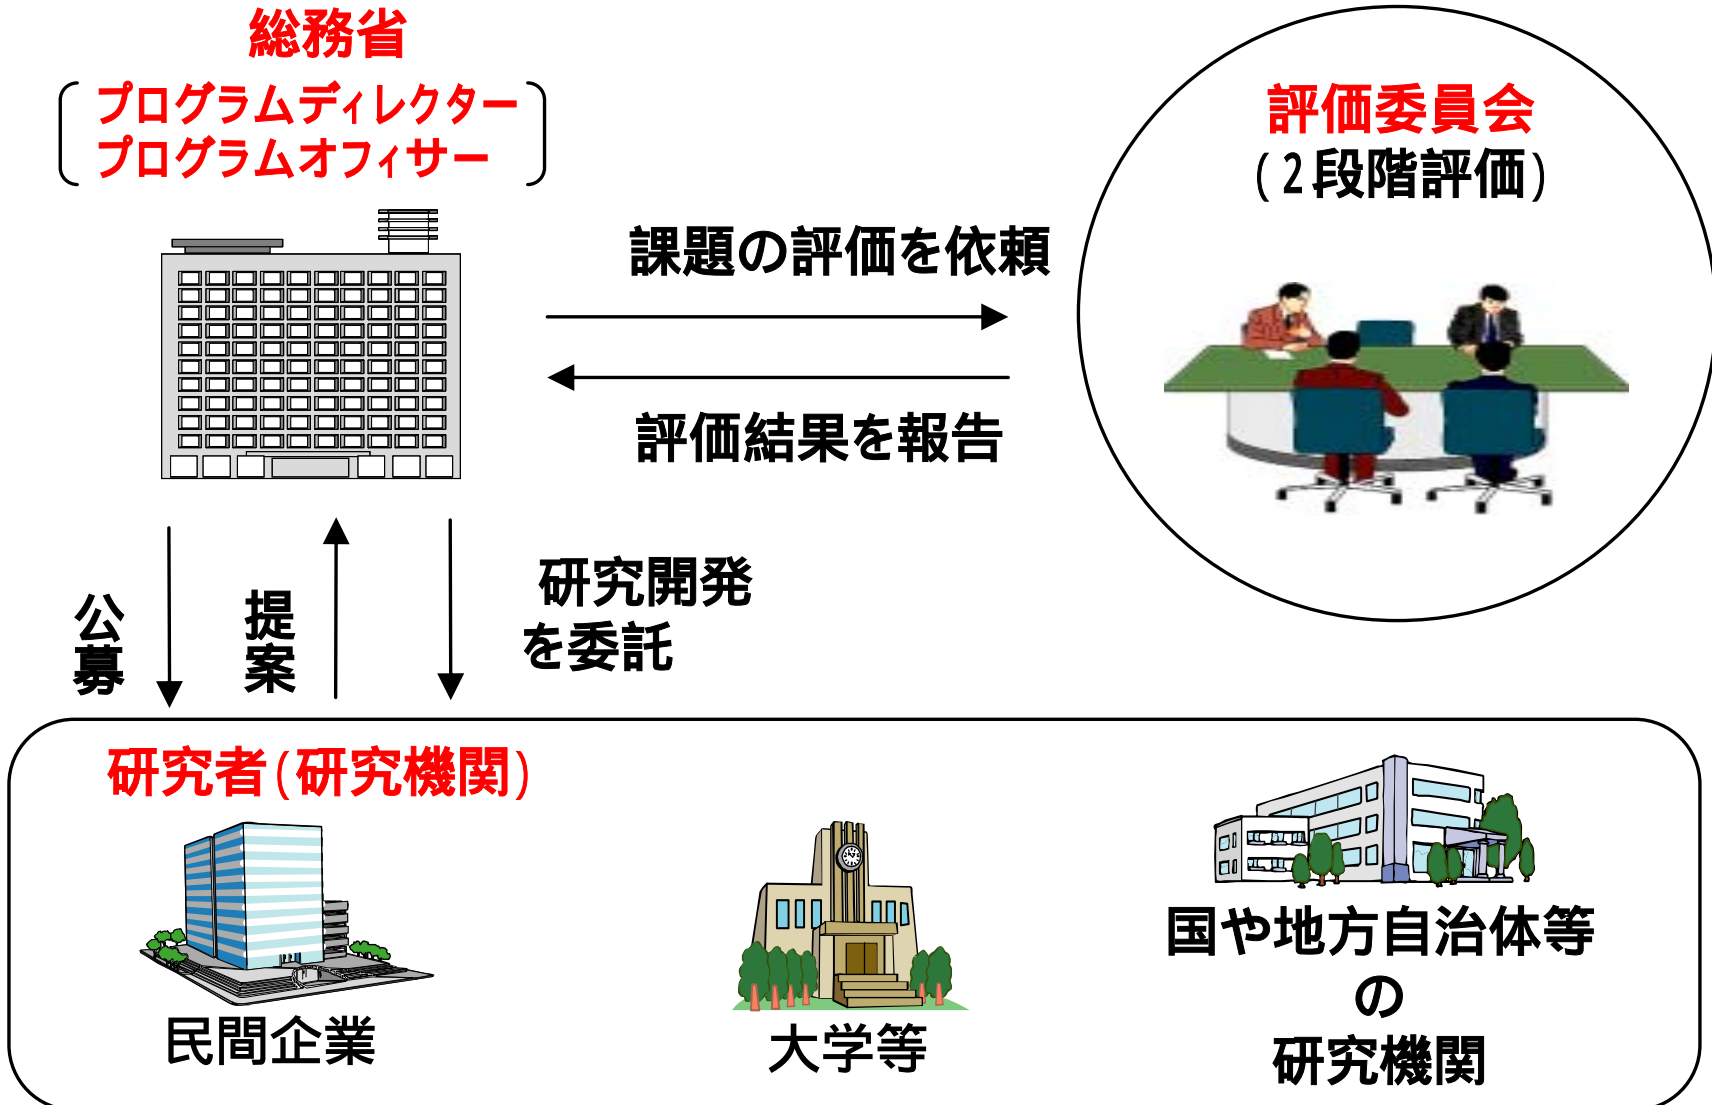 総務省
プログラムディレクター
プログラムオフィサー
評価委員会
(2段階評価)
課題の評価を依頼
評価結果を報告
公募
提案
研究開発
を委託
研究者(研究機関)
民間企業
大学等
国や地方自治体等
の
研究機関